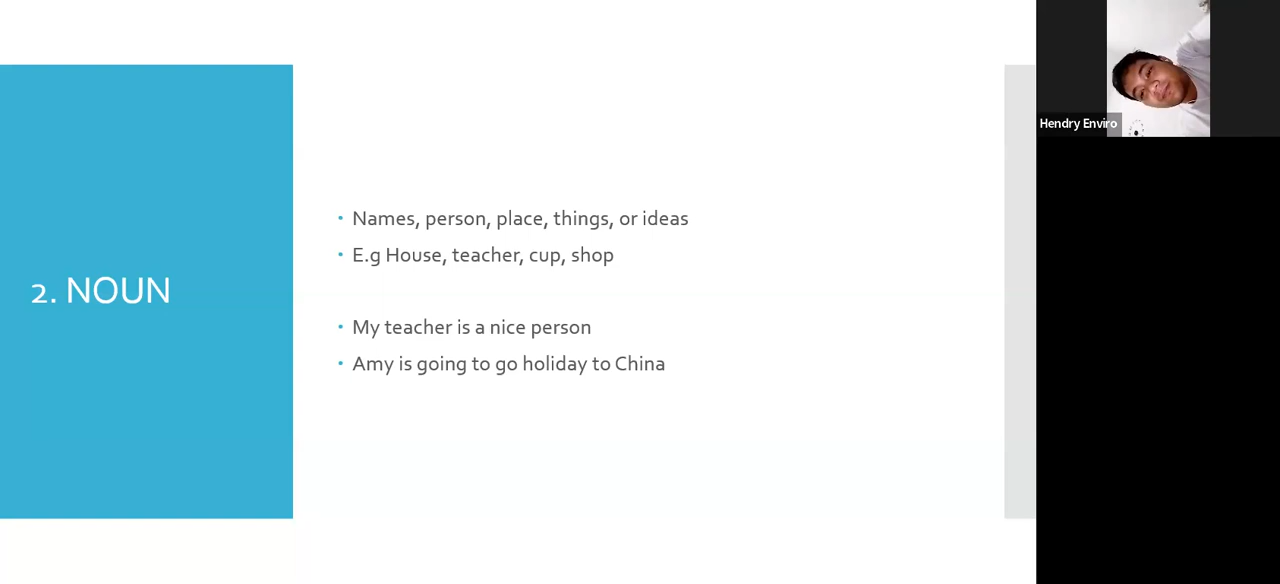 2. NOUN
Names, person, place, things, or ideas
E.g House, teacher, cup, shop
My teacher is a nice person
Amy is going to go holiday to China
Hendry Enviro